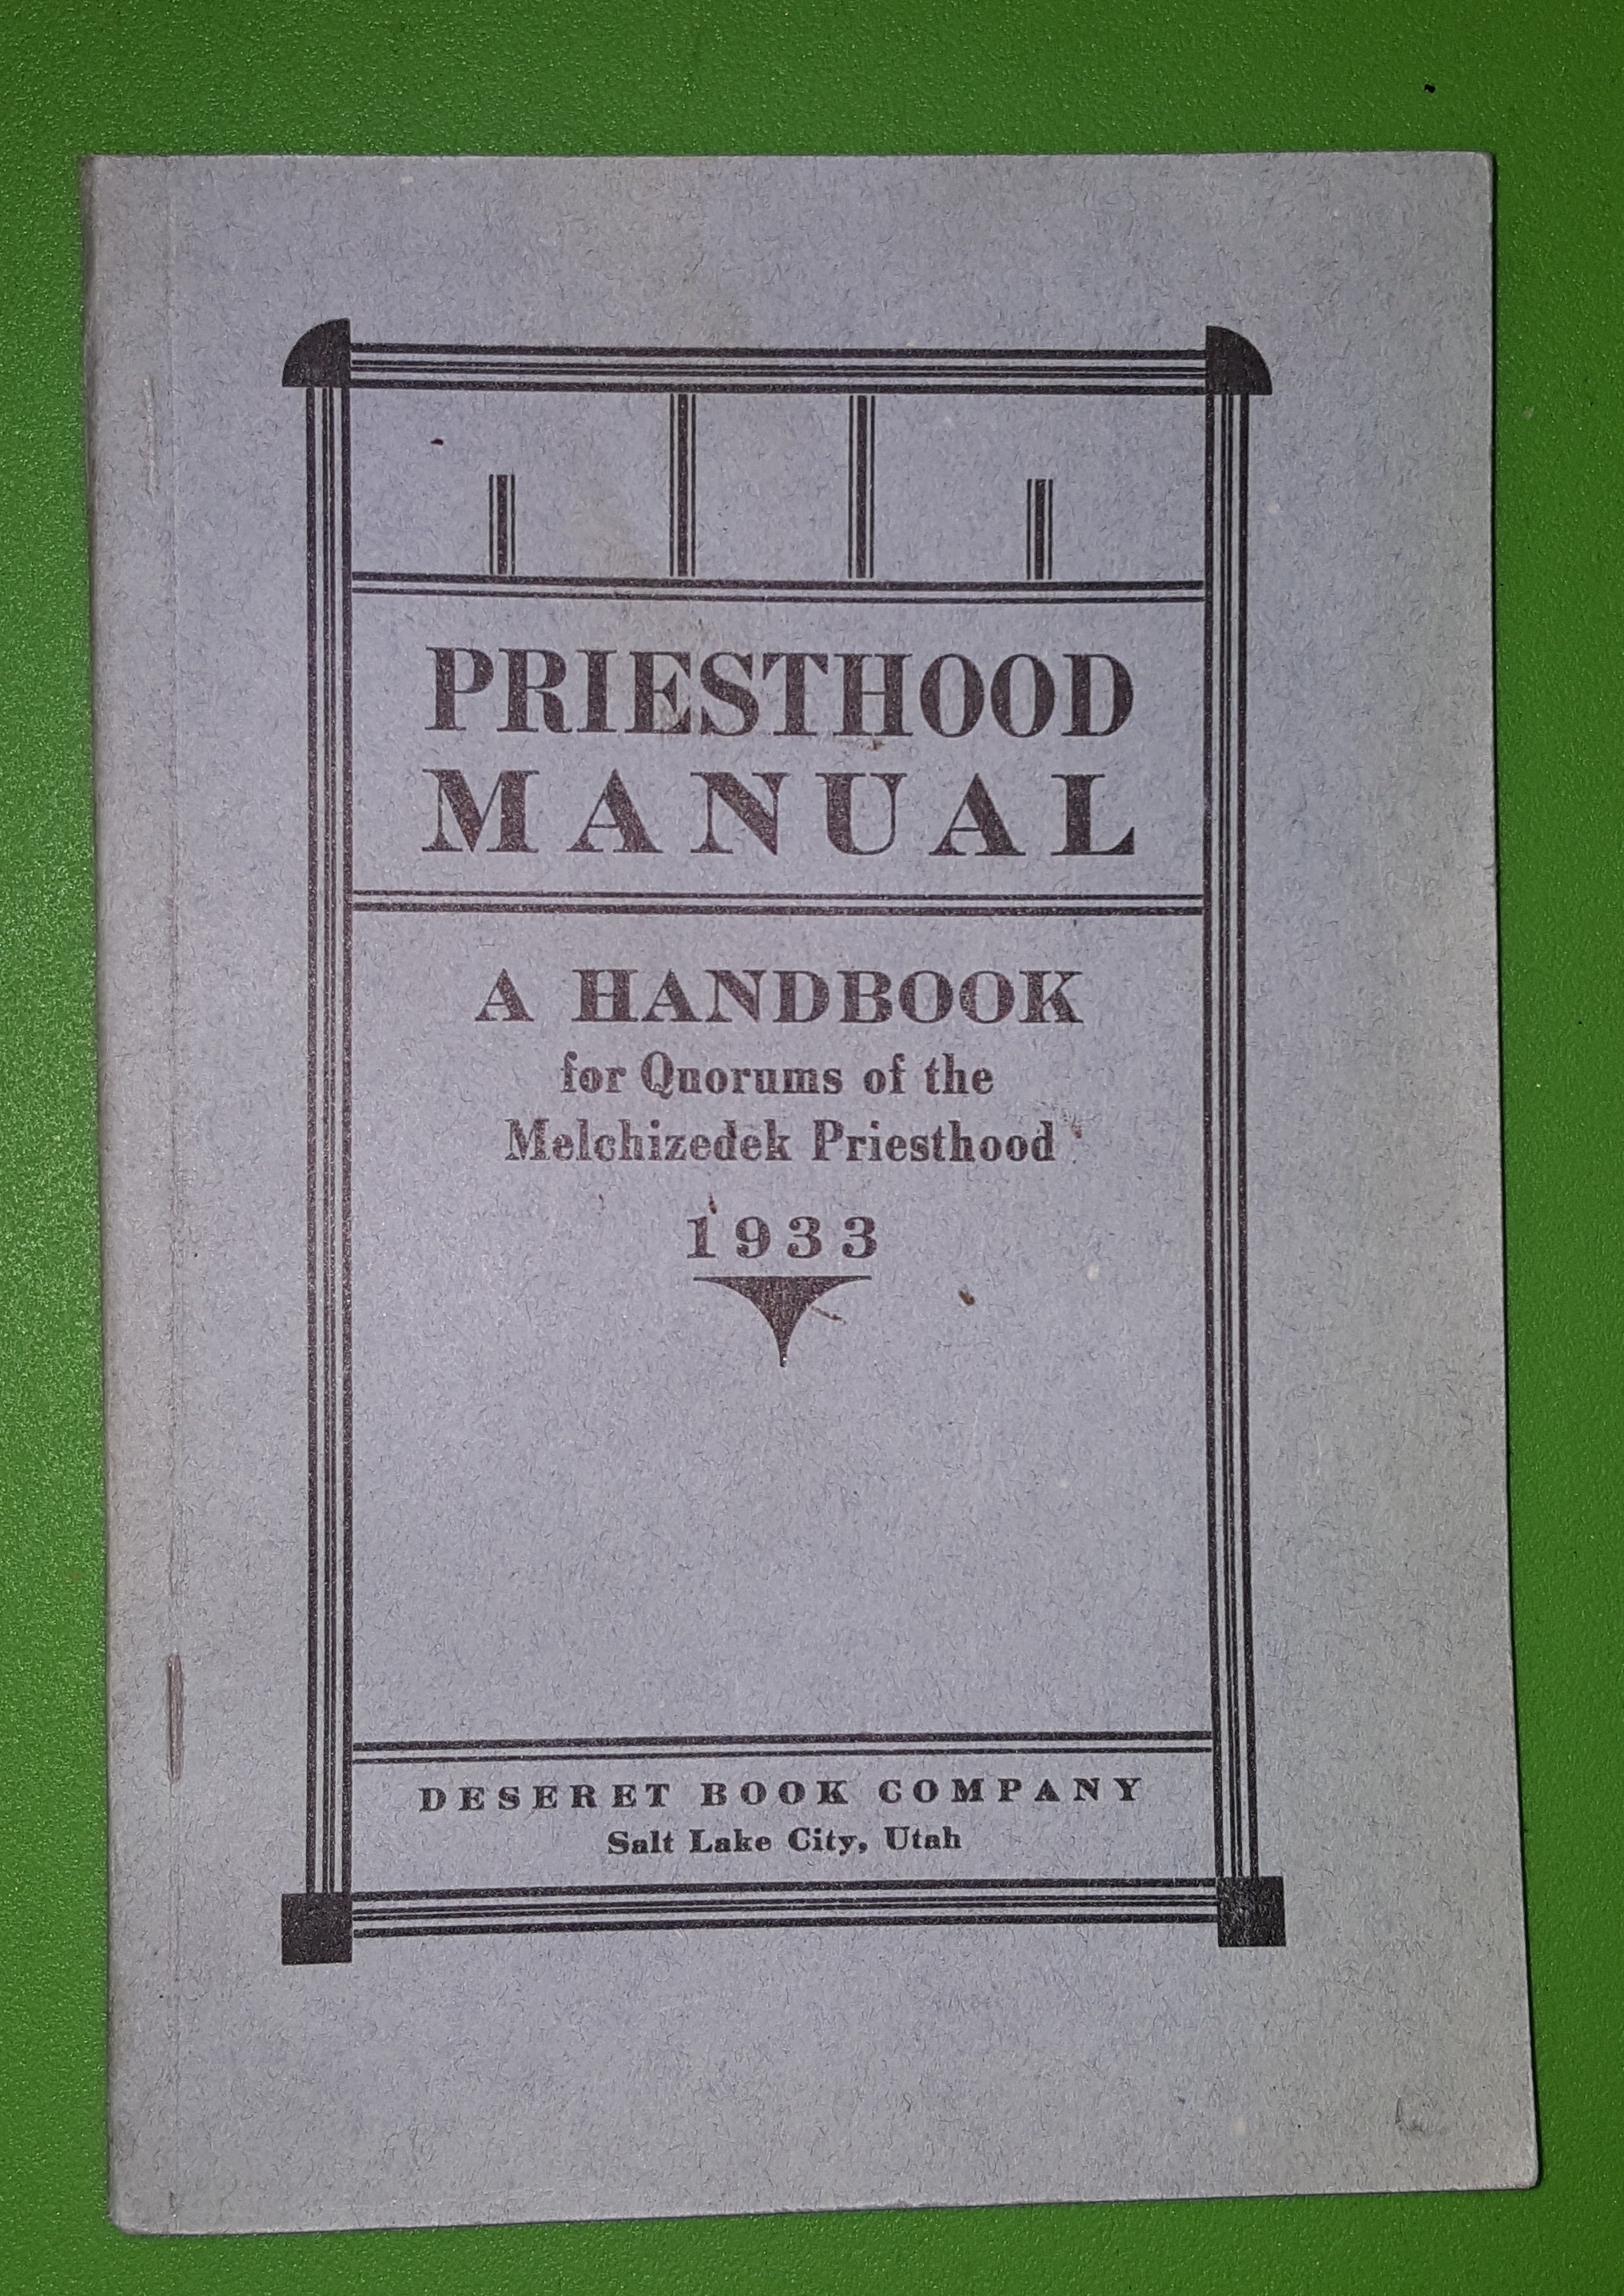 PRIESTHOOD
MANUAL
A HANDBOOK
for Quorums of the
Melchizedek Priesthood
1933
DESERET BOOK COMPANY
Salt Lake City, Utah